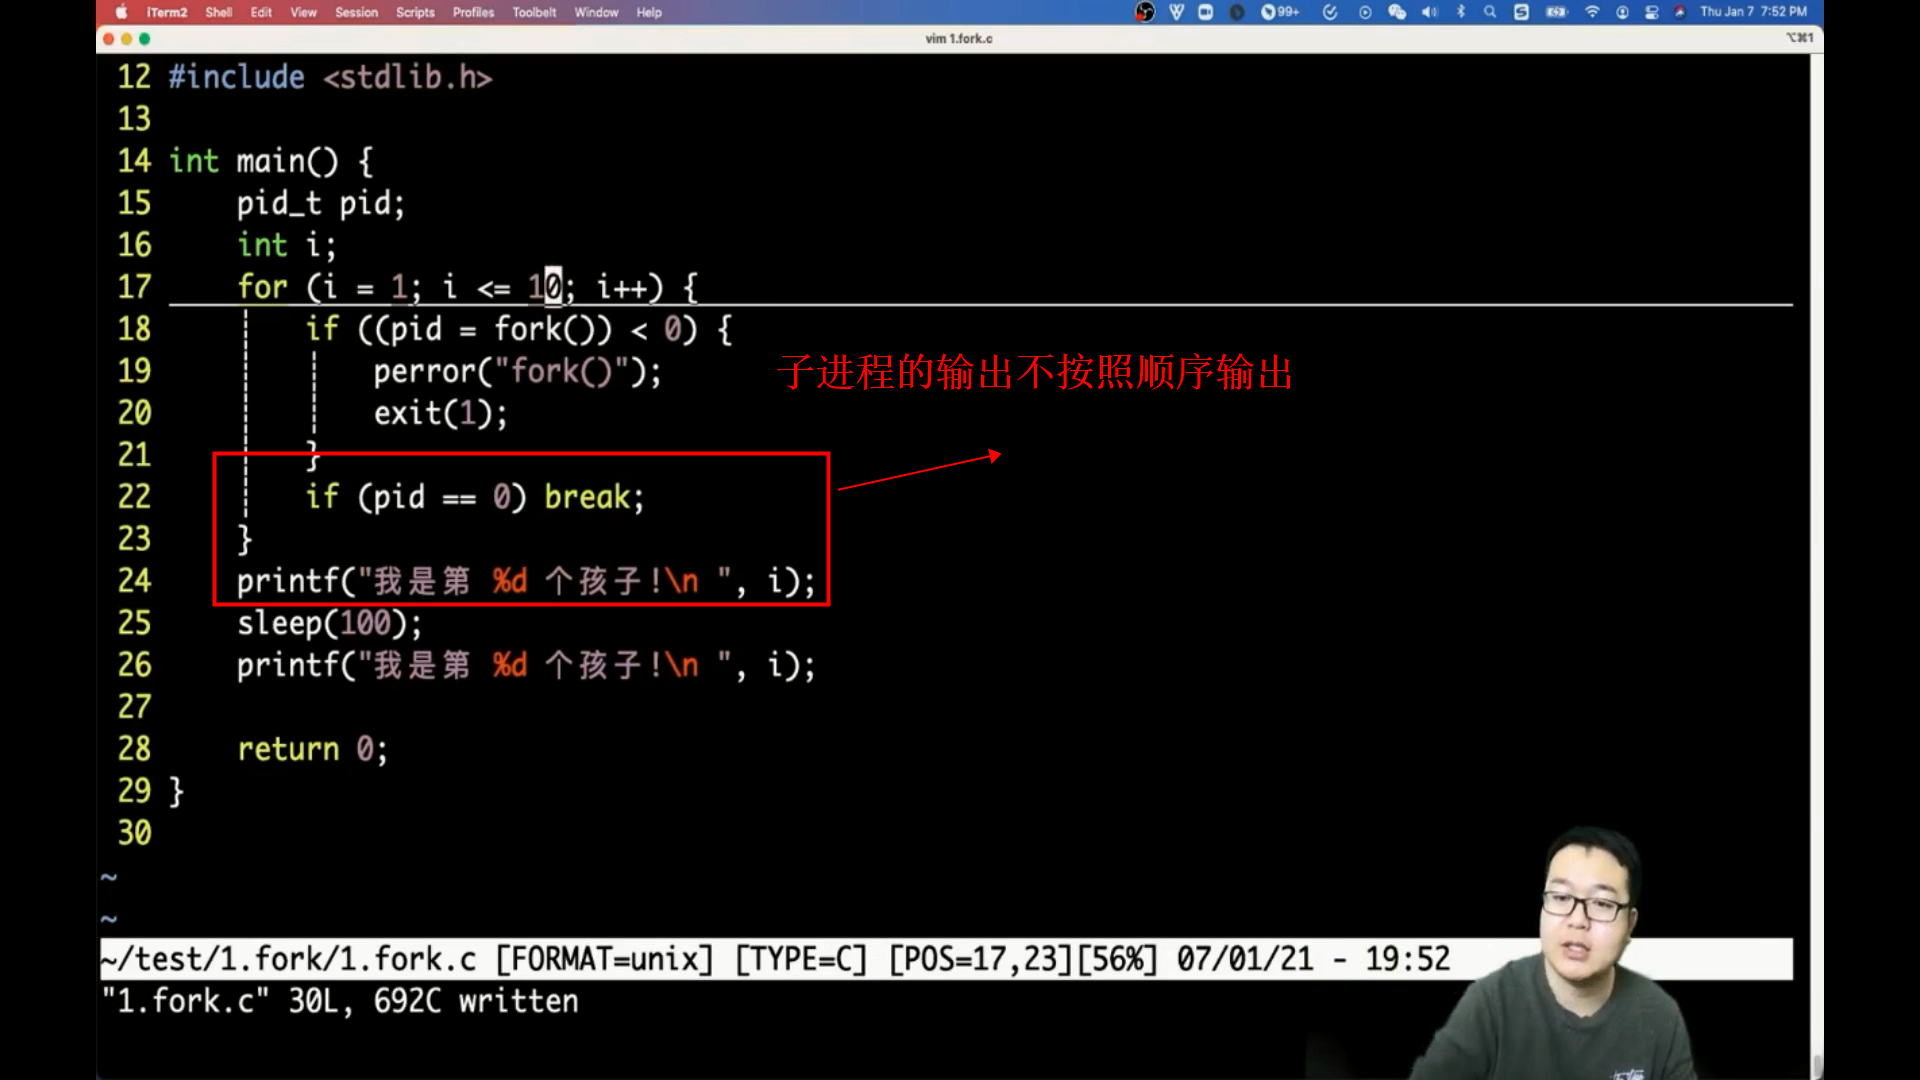 iTerm2 Shell Edit View Session Scripts Profiles Toolbelt Window Help 99+ Thu Jan 7 7:52 PM
vim 1.fork.c ⌥⌘1
12 #include <stdlib.h>
13
14 int main() {
15     pid_t pid;
16     int i;
17     for (i = 1; i <= 10; i++) {
18         if ((pid = fork()) < 0) {
19             perror("fork()");
子进程的输出不按照顺序输出
20             exit(1);
21         }
22         if (pid == 0) break;
23     }
24     printf("我是第 %d 个孩子!\n ", i);
25     sleep(100);
26     printf("我是第 %d 个孩子!\n ", i);
27
28     return 0;
29 }
30
~
~
~/test/1.fork/1.fork.c [FORMAT=unix] [TYPE=C] [POS=17,23][56%] 07/01/21 - 19:52
"1.fork.c" 30L, 692C written